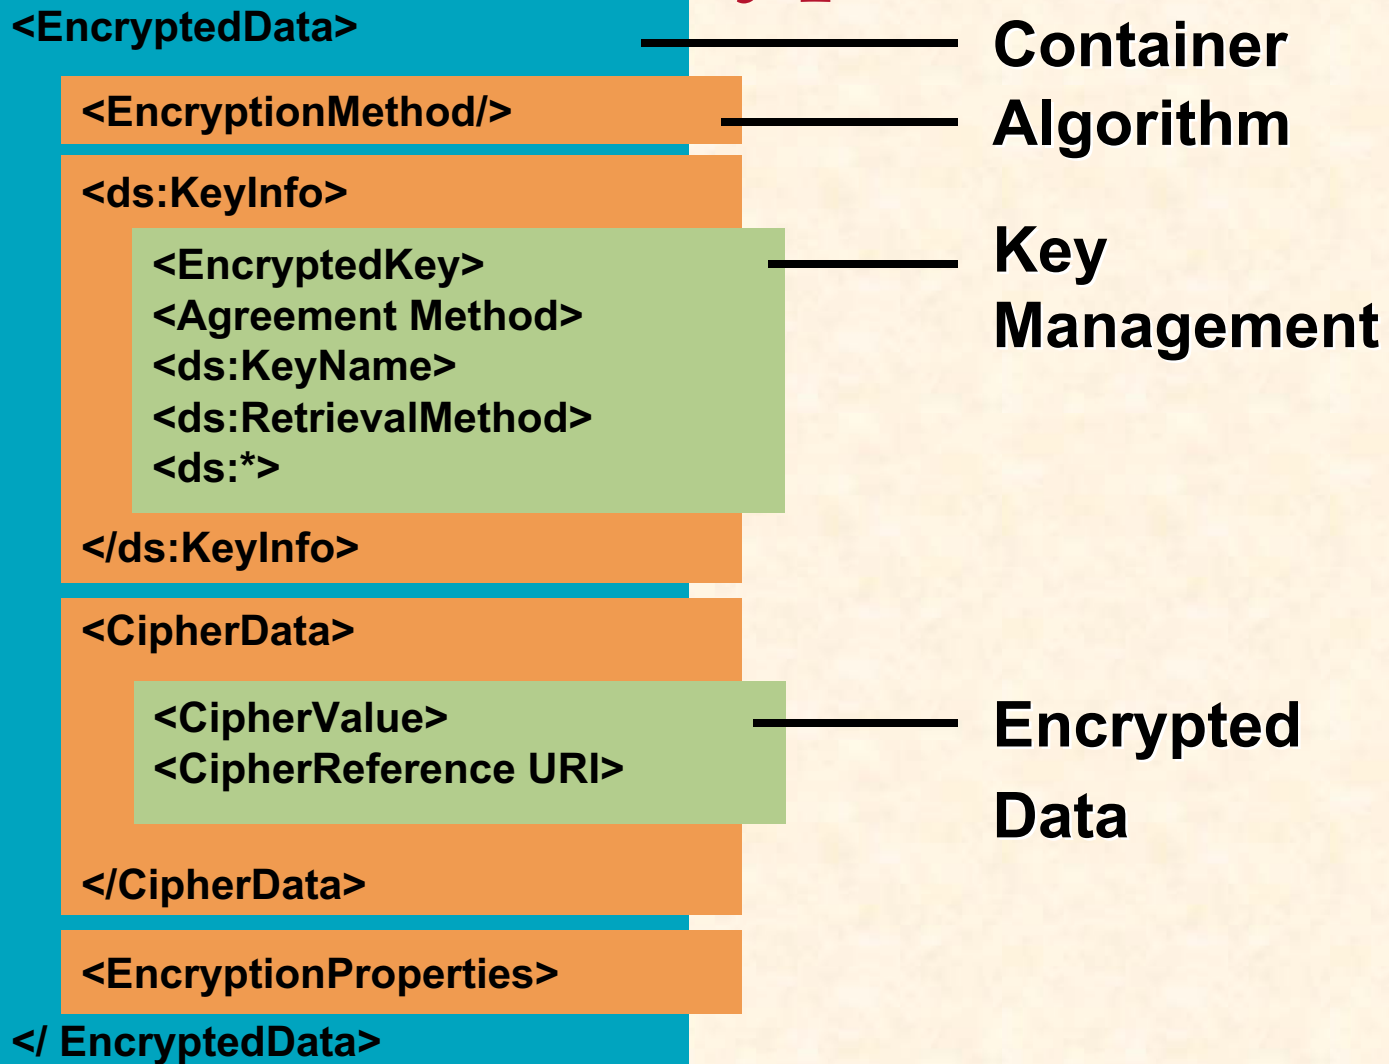 <EncryptedData>
Container
<EncryptionMethod/>
Algorithm
<ds:KeyInfo>
<EncryptedKey>
<Agreement Method>
<ds:KeyName>
<ds:RetrievalMethod>
<ds:*>
Key
Management
</ds:KeyInfo>
<CipherData>
<CipherValue>
<CipherReference URI>
Encrypted
Data
</CipherData>
<EncryptionProperties>
</ EncryptedData>